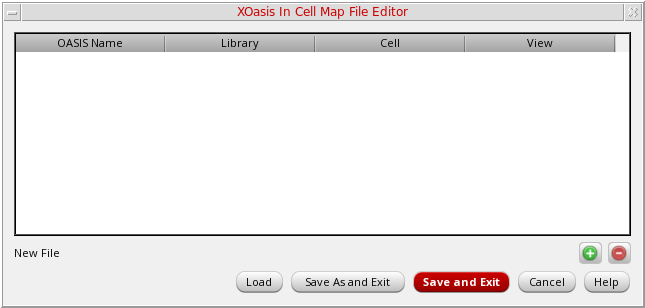 XOasis In Cell Map File Editor
OASIS Name Library Cell View
New File
Load Save As and Exit Save and Exit Cancel Help